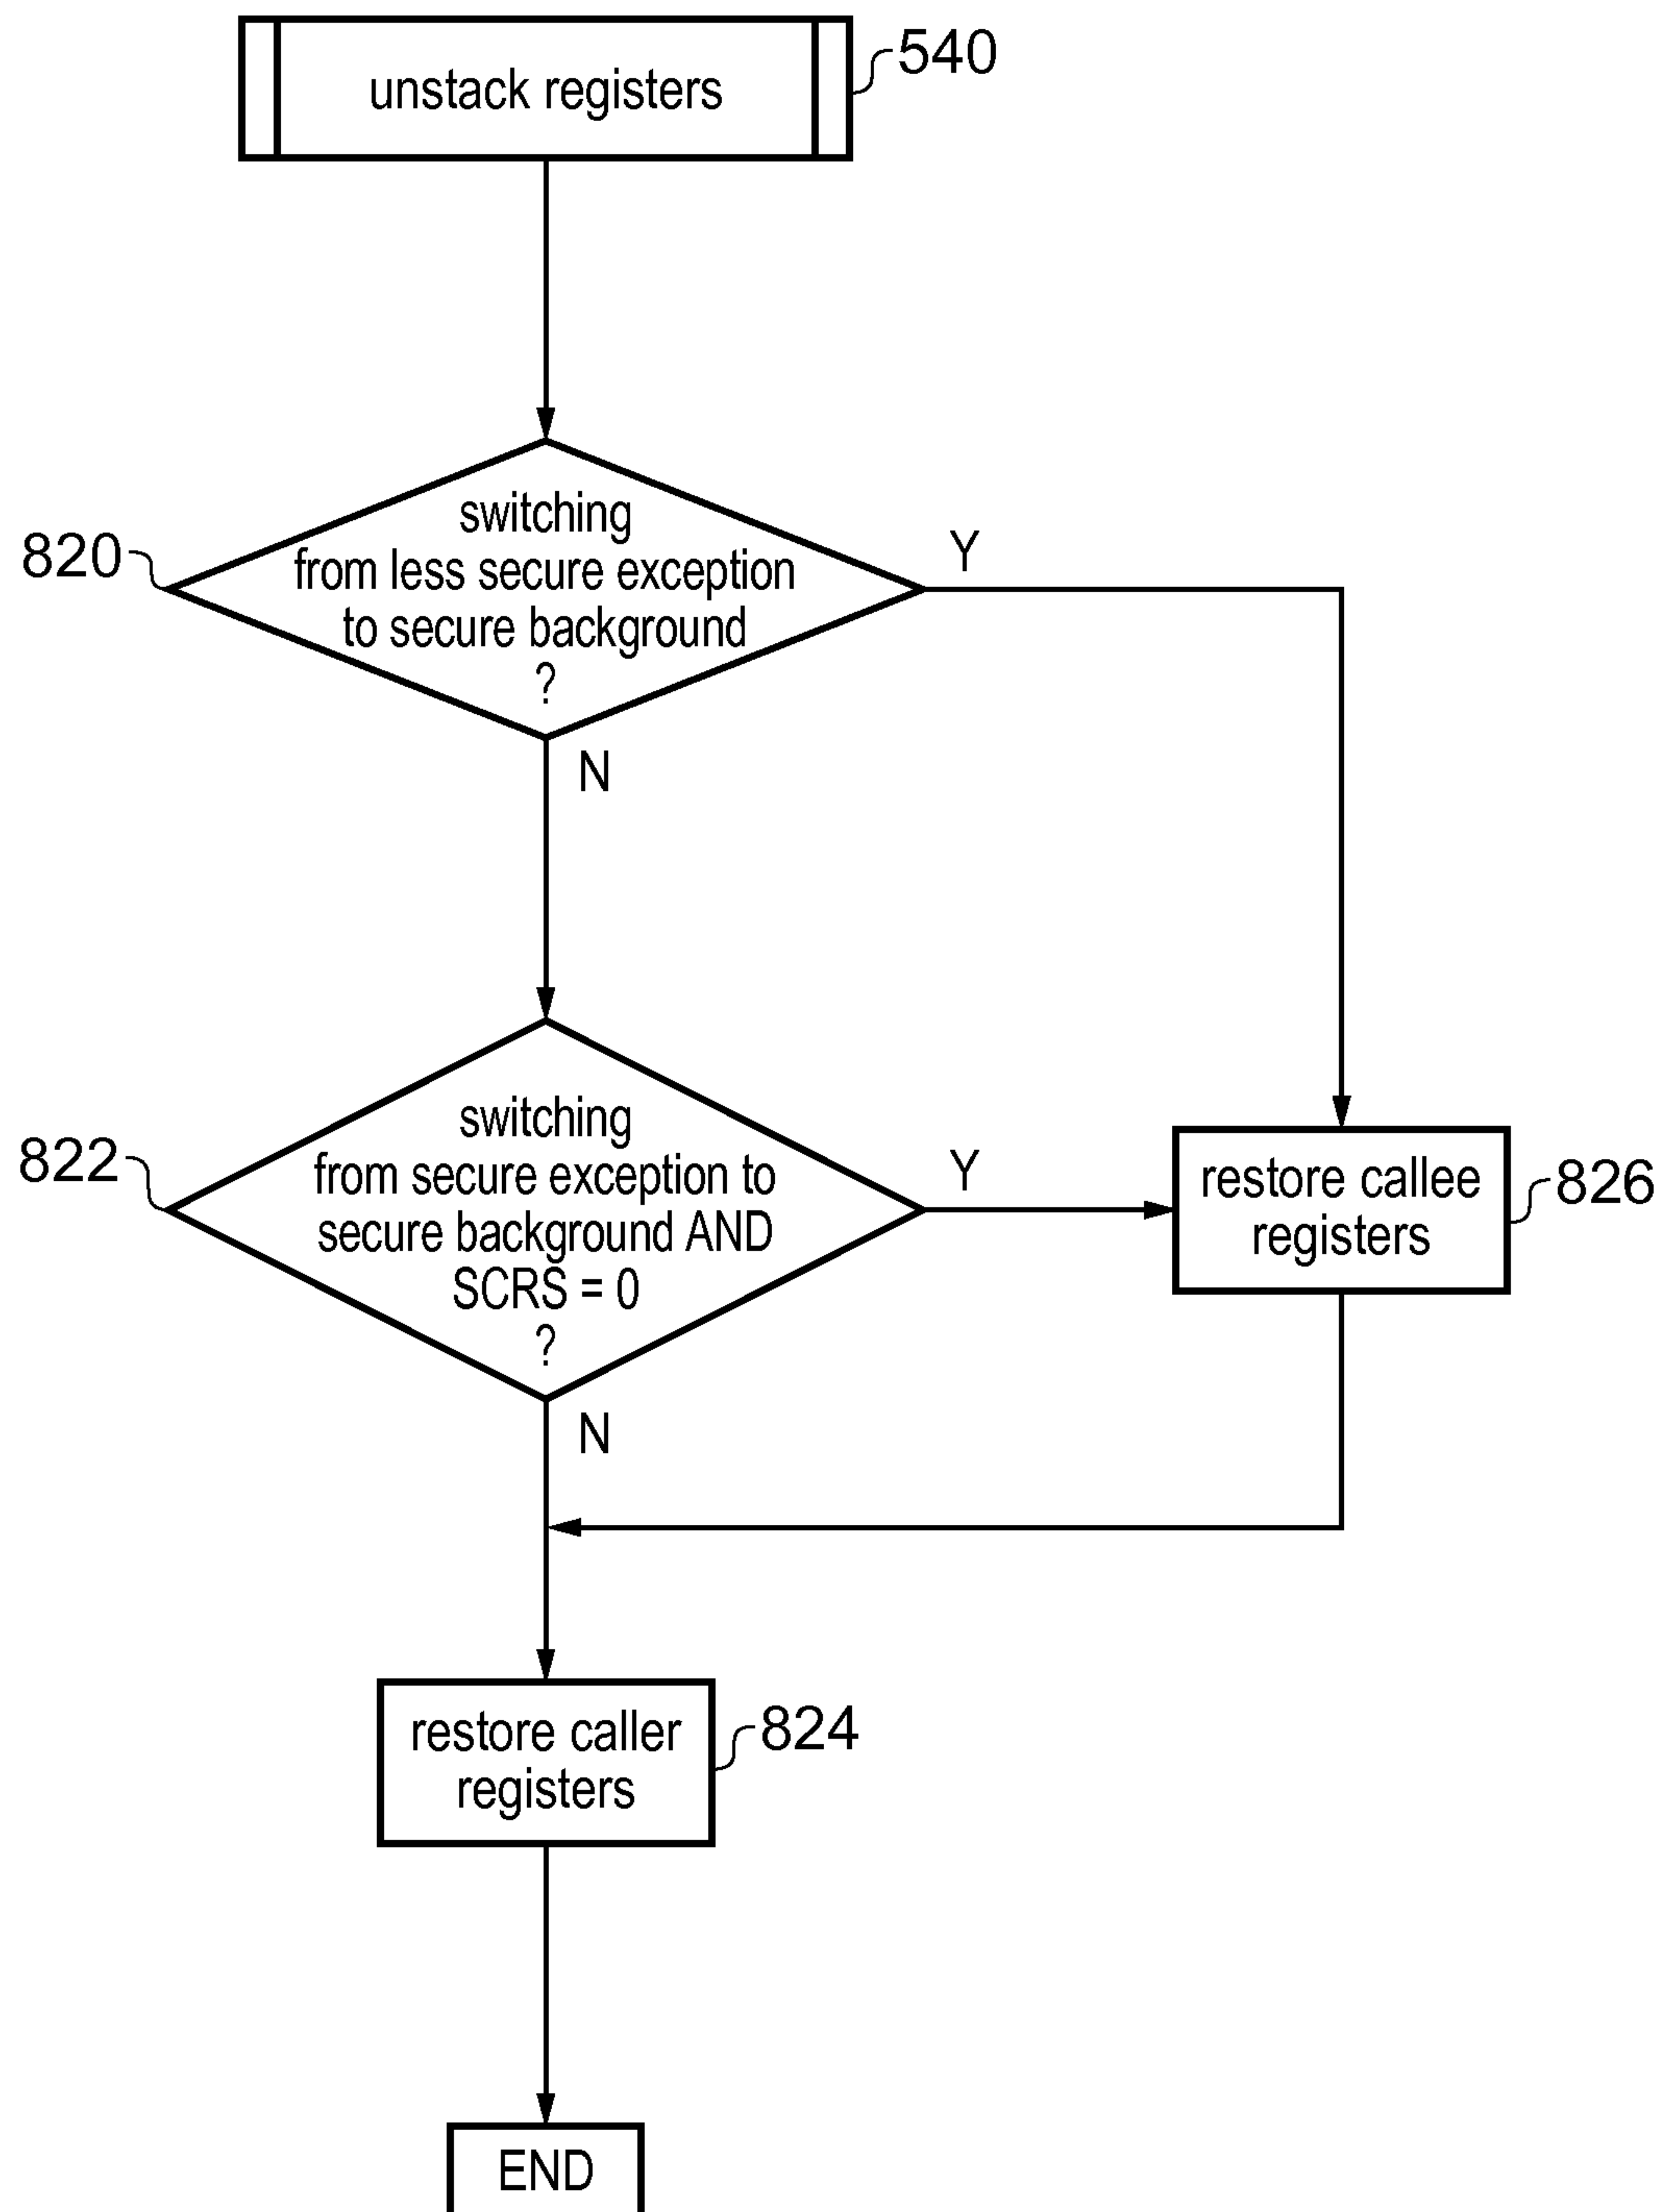 unstack registers
540
switching
from less secure exception
to secure background
?
820
Y
N
switching
from secure exception to
secure background AND
SCRS = 0
?
822
Y
restore callee
registers
826
N
restore caller
registers
824
END